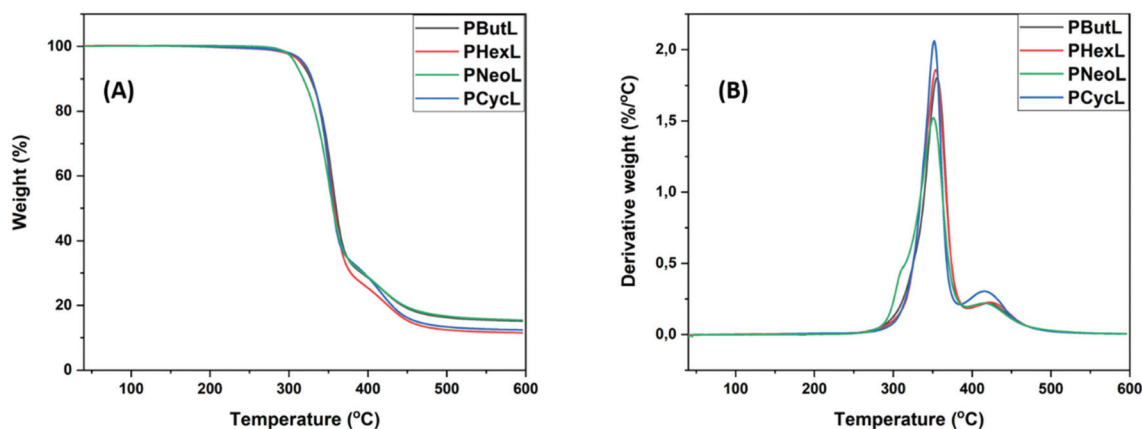 (A)
PButL
PHexL
PNeoL
PCycL
100
80
60
40
20
0
Weight (%)
100 200 300 400 500 600
Temperature (ºC)
(B)
PButL
PHexL
PNeoL
PCycL
2,0
1,5
1,0
0,5
0,0
Derivative weight (%/ºC)
100 200 300 400 500 600
Temperature (ºC)